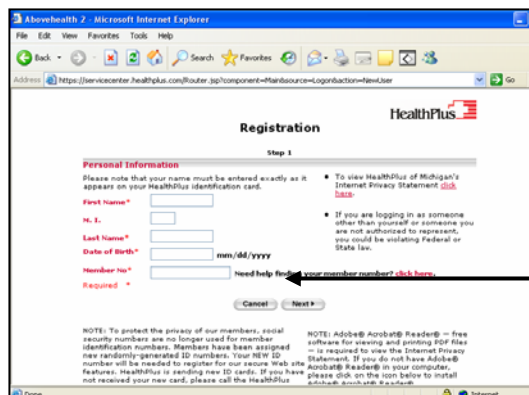 Abovehealth 2 - Microsoft Internet Explorer
File Edit View Favorites Tools Help
Back Search Favorites
Address https://servicecenter.healthplus.com/Router.jsp?component=Main&source=Logon&action=NewUser Go
HealthPlus
Registration
Step 1
Personal Information
Please note that your name must be entered exactly as it
appears on your HealthPlus identification card.
First Name*
M. I.
Last Name*
Date of Birth* mm/dd/yyyy
Member No* Need help finding your member number? click here.
Required *
• To view HealthPlus of Michigan's
Internet Privacy Statement click
here.
• If you are logging in as someone
other than yourself or someone you
are not authorized to represent,
you could be violating Federal or
State law.
Cancel Next
NOTE: To protect the privacy of our members, social
security numbers are no longer used for member
identification numbers. Members have been assigned
new randomly-generated ID numbers. Your NEW ID
number will be needed to register for our secure Web site
features. HealthPlus is sending new ID cards. If you have
not received your new card, please call the HealthPlus
NOTE: Adobe® Acrobat® Reader® — free
software for viewing and printing PDF files
— is required to view the Internet Privacy
Statement. If you do not have Adobe®
Acrobat® Reader® in your computer,
please click on the icon below to install
Adobe® Acrobat® Reader®
Done Internet